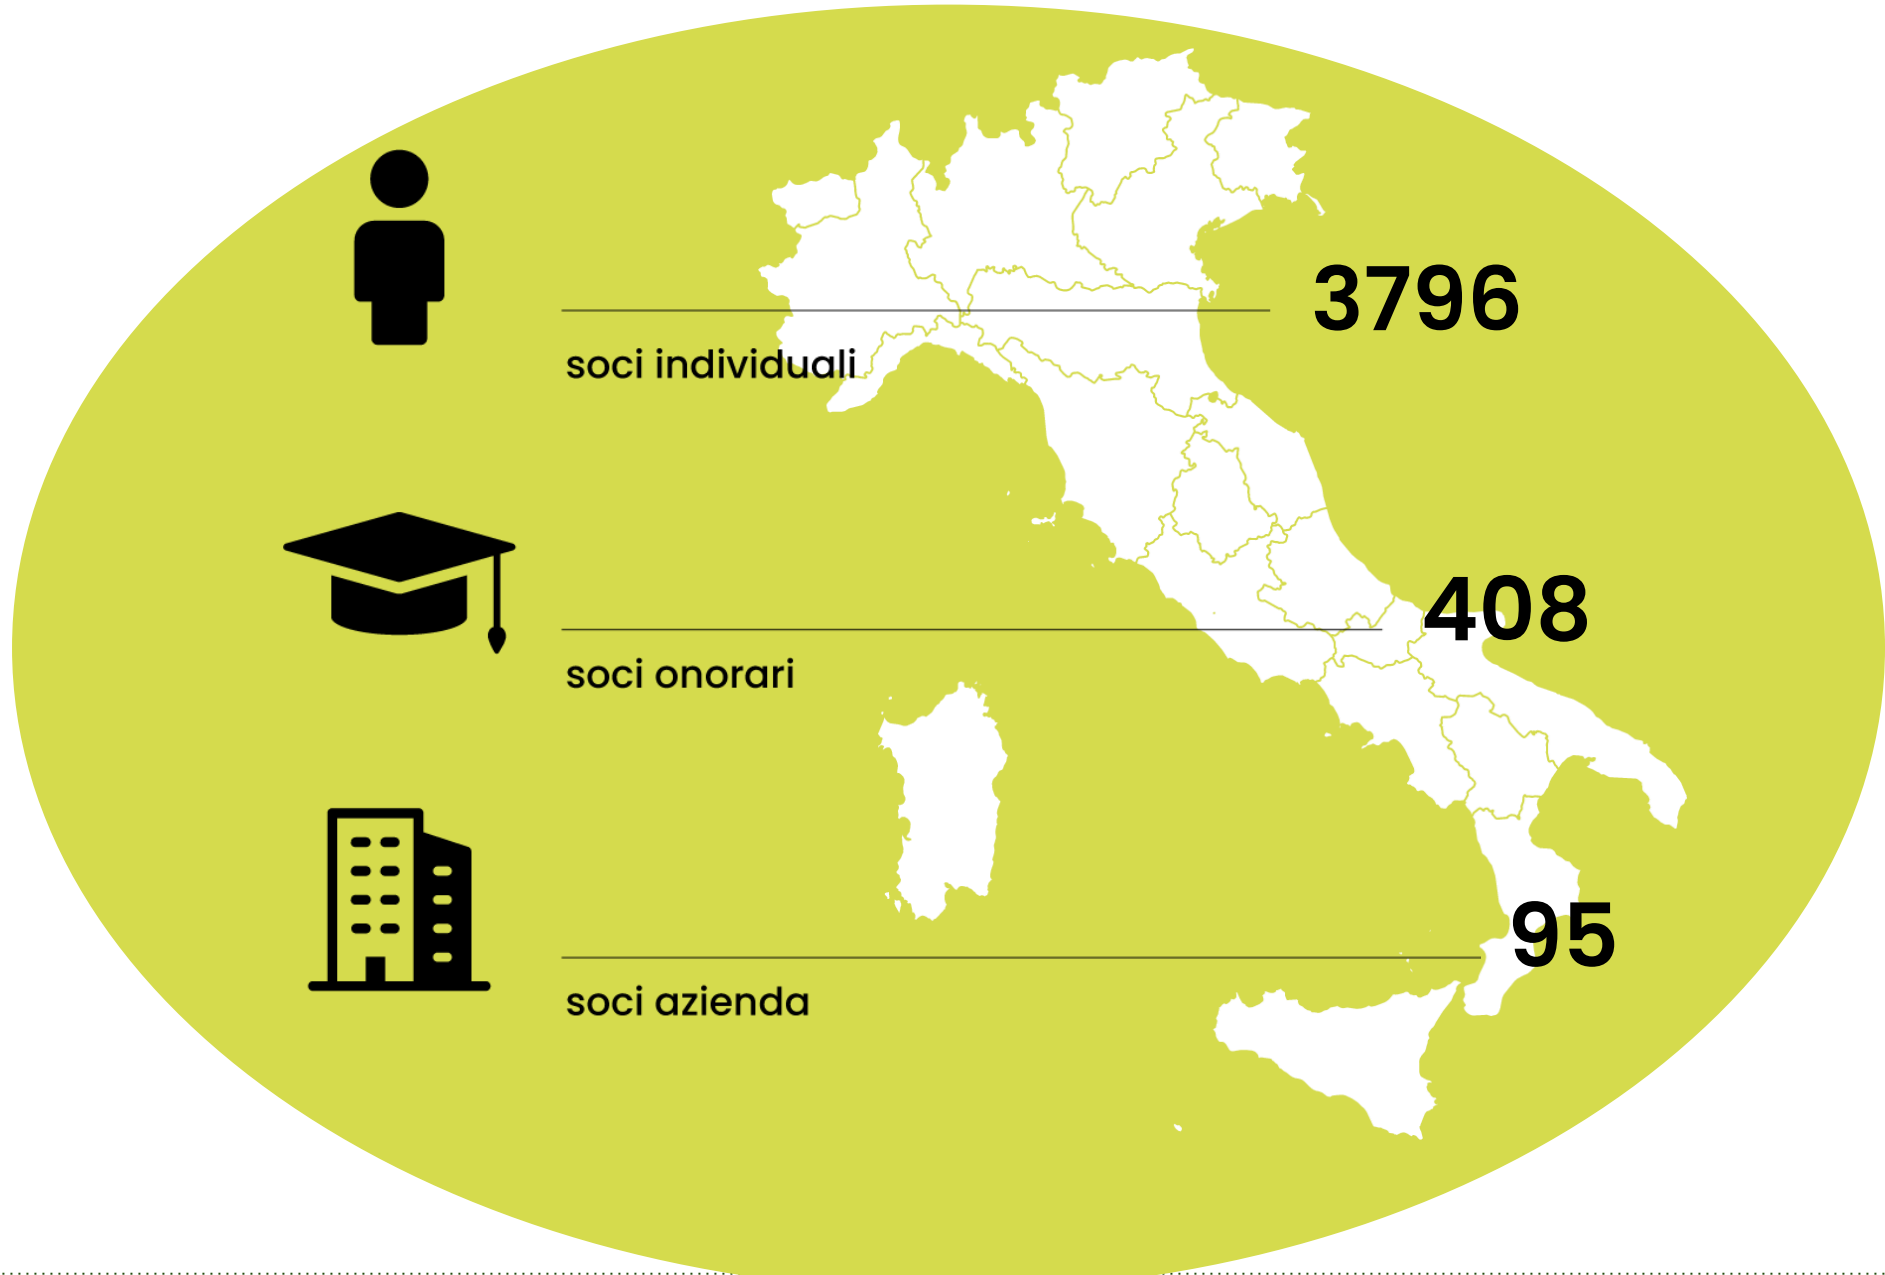 3796
soci individuali
408
soci onorari
95
soci azienda